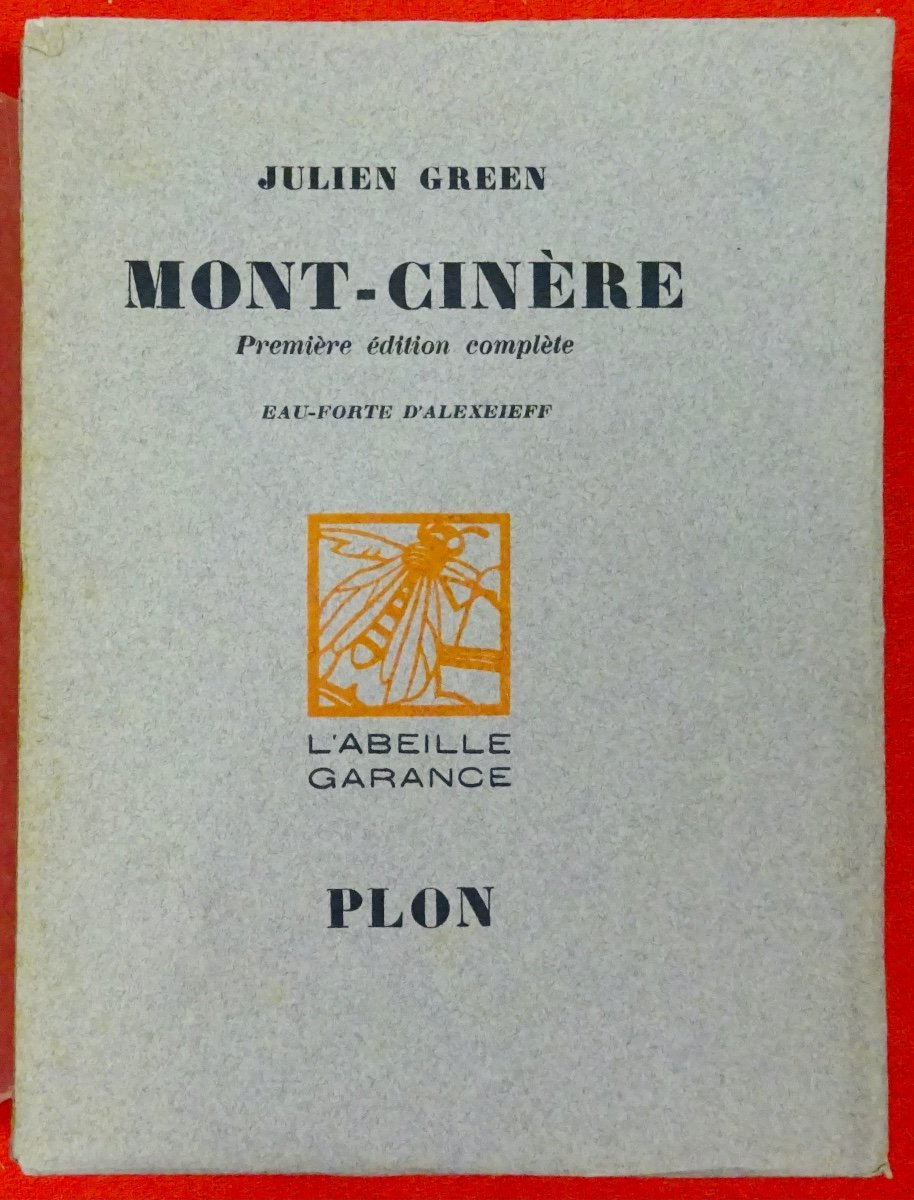 JULIEN GREEN
MONT-CINÈRE
Première édition complète
EAU-FORTE D'ALEXEIEFF
L'ABEILLE
GARANCE
PLON